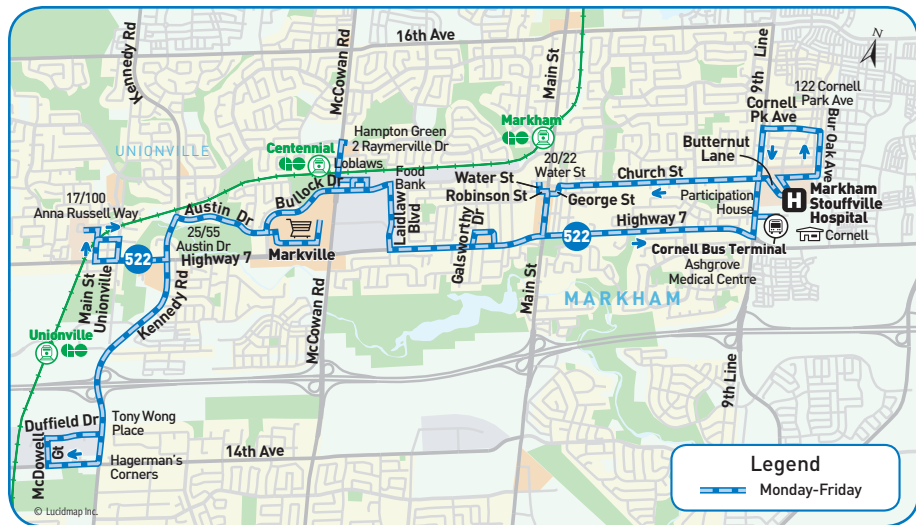 16th Ave
Kennedy Rd
McCowan Rd
Main St
9th Line
N
122 Cornell
Park Ave
Cornell
Pk Ave
Bur Oak Ave
Markham
Hampton Green
2 Raymerville Dr
Centennial
Loblaws
UNIONVILLE
Butternut
Lane
20/22
Water St
Water St
Robinson St
George St
Church St
Food
Bank
Bullock Dr
Laidlaw
Blvd
H
Markham
Stouffville
Hospital
Participation
House
Cornell
17/100
Anna Russell Way
Austin Dr
25/55
Austin Dr
Highway 7
522
Markville
Galsworthy
Dr
Highway 7
522
Cornell Bus Terminal
Ashgrove
Medical Centre
Main St
Unionville
Kennedy Rd
McCowan Rd
Main St
MARKHAM
Unionville
9th Line
Duffield Dr
Tony Wong
Place
McDowell
Gt
Hagerman's
Corners
14th Ave
Legend
Monday-Friday
© Lucidmap Inc.